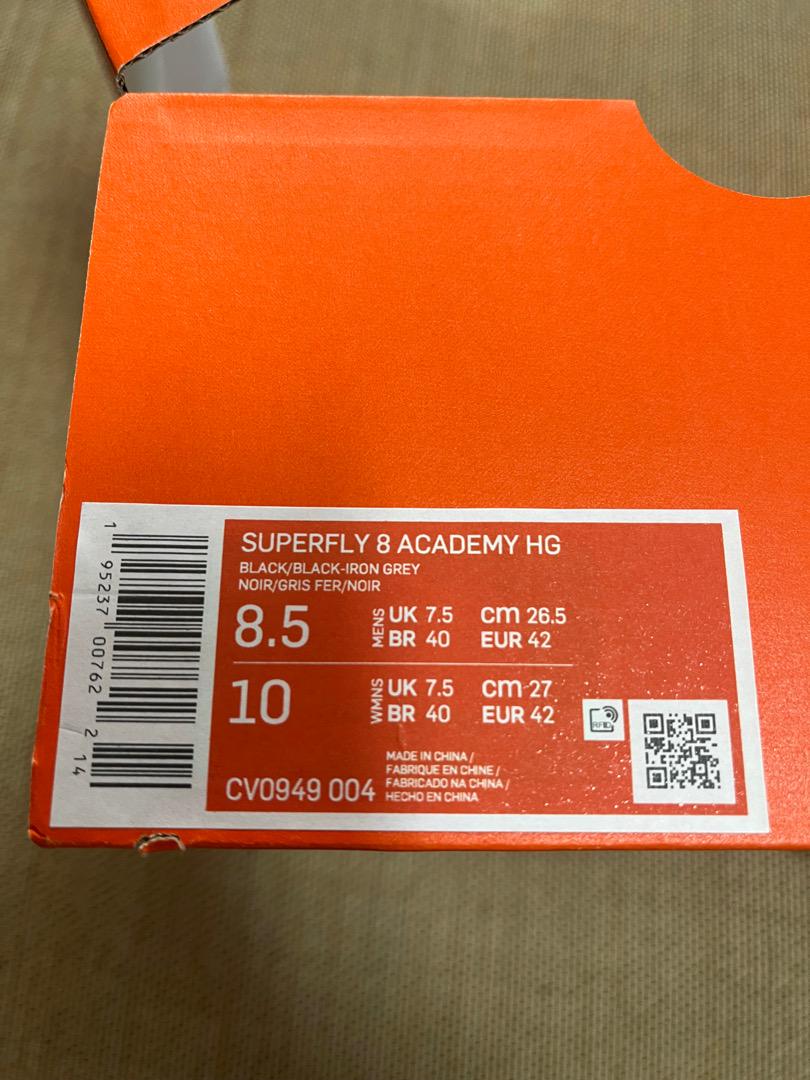 SUPERFLY 8 ACADEMY HG
BLACK/BLACK-IRON GREY
NOIR/GRIS FER/NOIR
8.5 MENS UK 7.5 cm 26.5
BR 40 EUR 42
10 WMNS UK 7.5 cm 27
BR 40 EUR 42
RFID
CV0949 004
MADE IN CHINA /
FABRIQUE EN CHINE /
FABRICADO NA CHINA /
HECHO EN CHINA
1 95237 00762 2 14